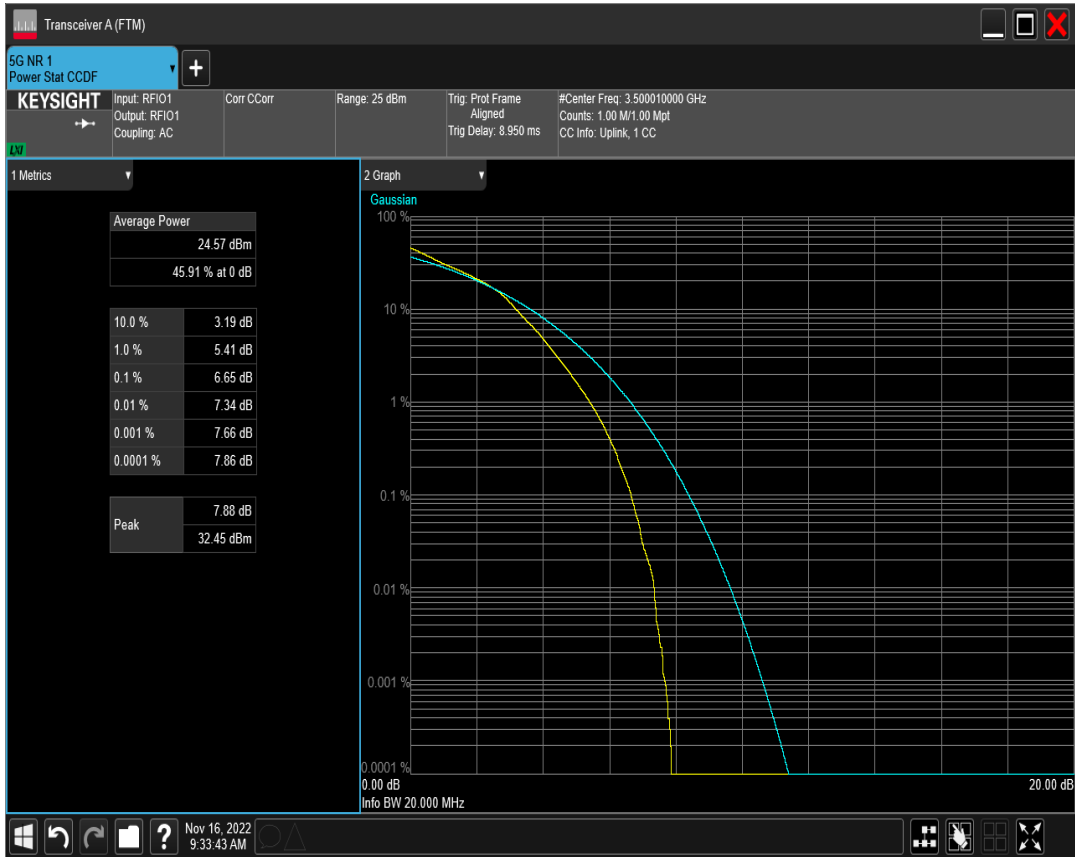 Transceiver A (FTM)
5G NR 1
Power Stat CCDF
+
KEYSIGHT
LXI
Input: RFIO1
Output: RFIO1
Coupling: AC
Corr CCorr
Range: 25 dBm
Trig: Prot Frame
Aligned
Trig Delay: 8.950 ms
#Center Freq: 3.500010000 GHz
Counts: 1.00 M/1.00 Mpt
CC Info: Uplink, 1 CC
1 Metrics
Average Power
24.57 dBm
45.91 % at 0 dB
10.0 % 3.19 dB
1.0 % 5.41 dB
0.1 % 6.65 dB
0.01 % 7.34 dB
0.001 % 7.66 dB
0.0001 % 7.86 dB
Peak
7.88 dB
32.45 dBm
2 Graph
Gaussian
100 %
10 %
1 %
0.1 %
0.01 %
0.001 %
0.0001 %
0.00 dB 20.00 dB
Info BW 20.000 MHz
?
Nov 16, 2022
9:33:43 AM